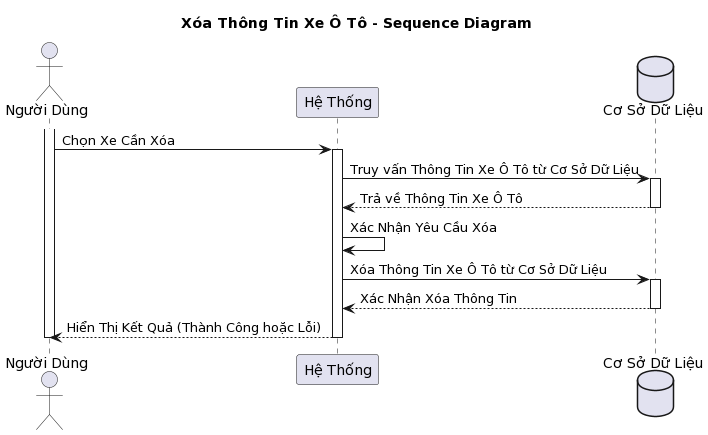 Xóa Thông Tin Xe Ô Tô - Sequence Diagram
Người Dùng
Hệ Thống
Cơ Sở Dữ Liệu
Chọn Xe Cần Xóa
Truy vấn Thông Tin Xe Ô Tô từ Cơ Sở Dữ Liệu
Trả về Thông Tin Xe Ô Tô
Xác Nhận Yêu Cầu Xóa
Xóa Thông Tin Xe Ô Tô từ Cơ Sở Dữ Liệu
Xác Nhận Xóa Thông Tin
Hiển Thị Kết Quả (Thành Công hoặc Lỗi)
Người Dùng
Hệ Thống
Cơ Sở Dữ Liệu